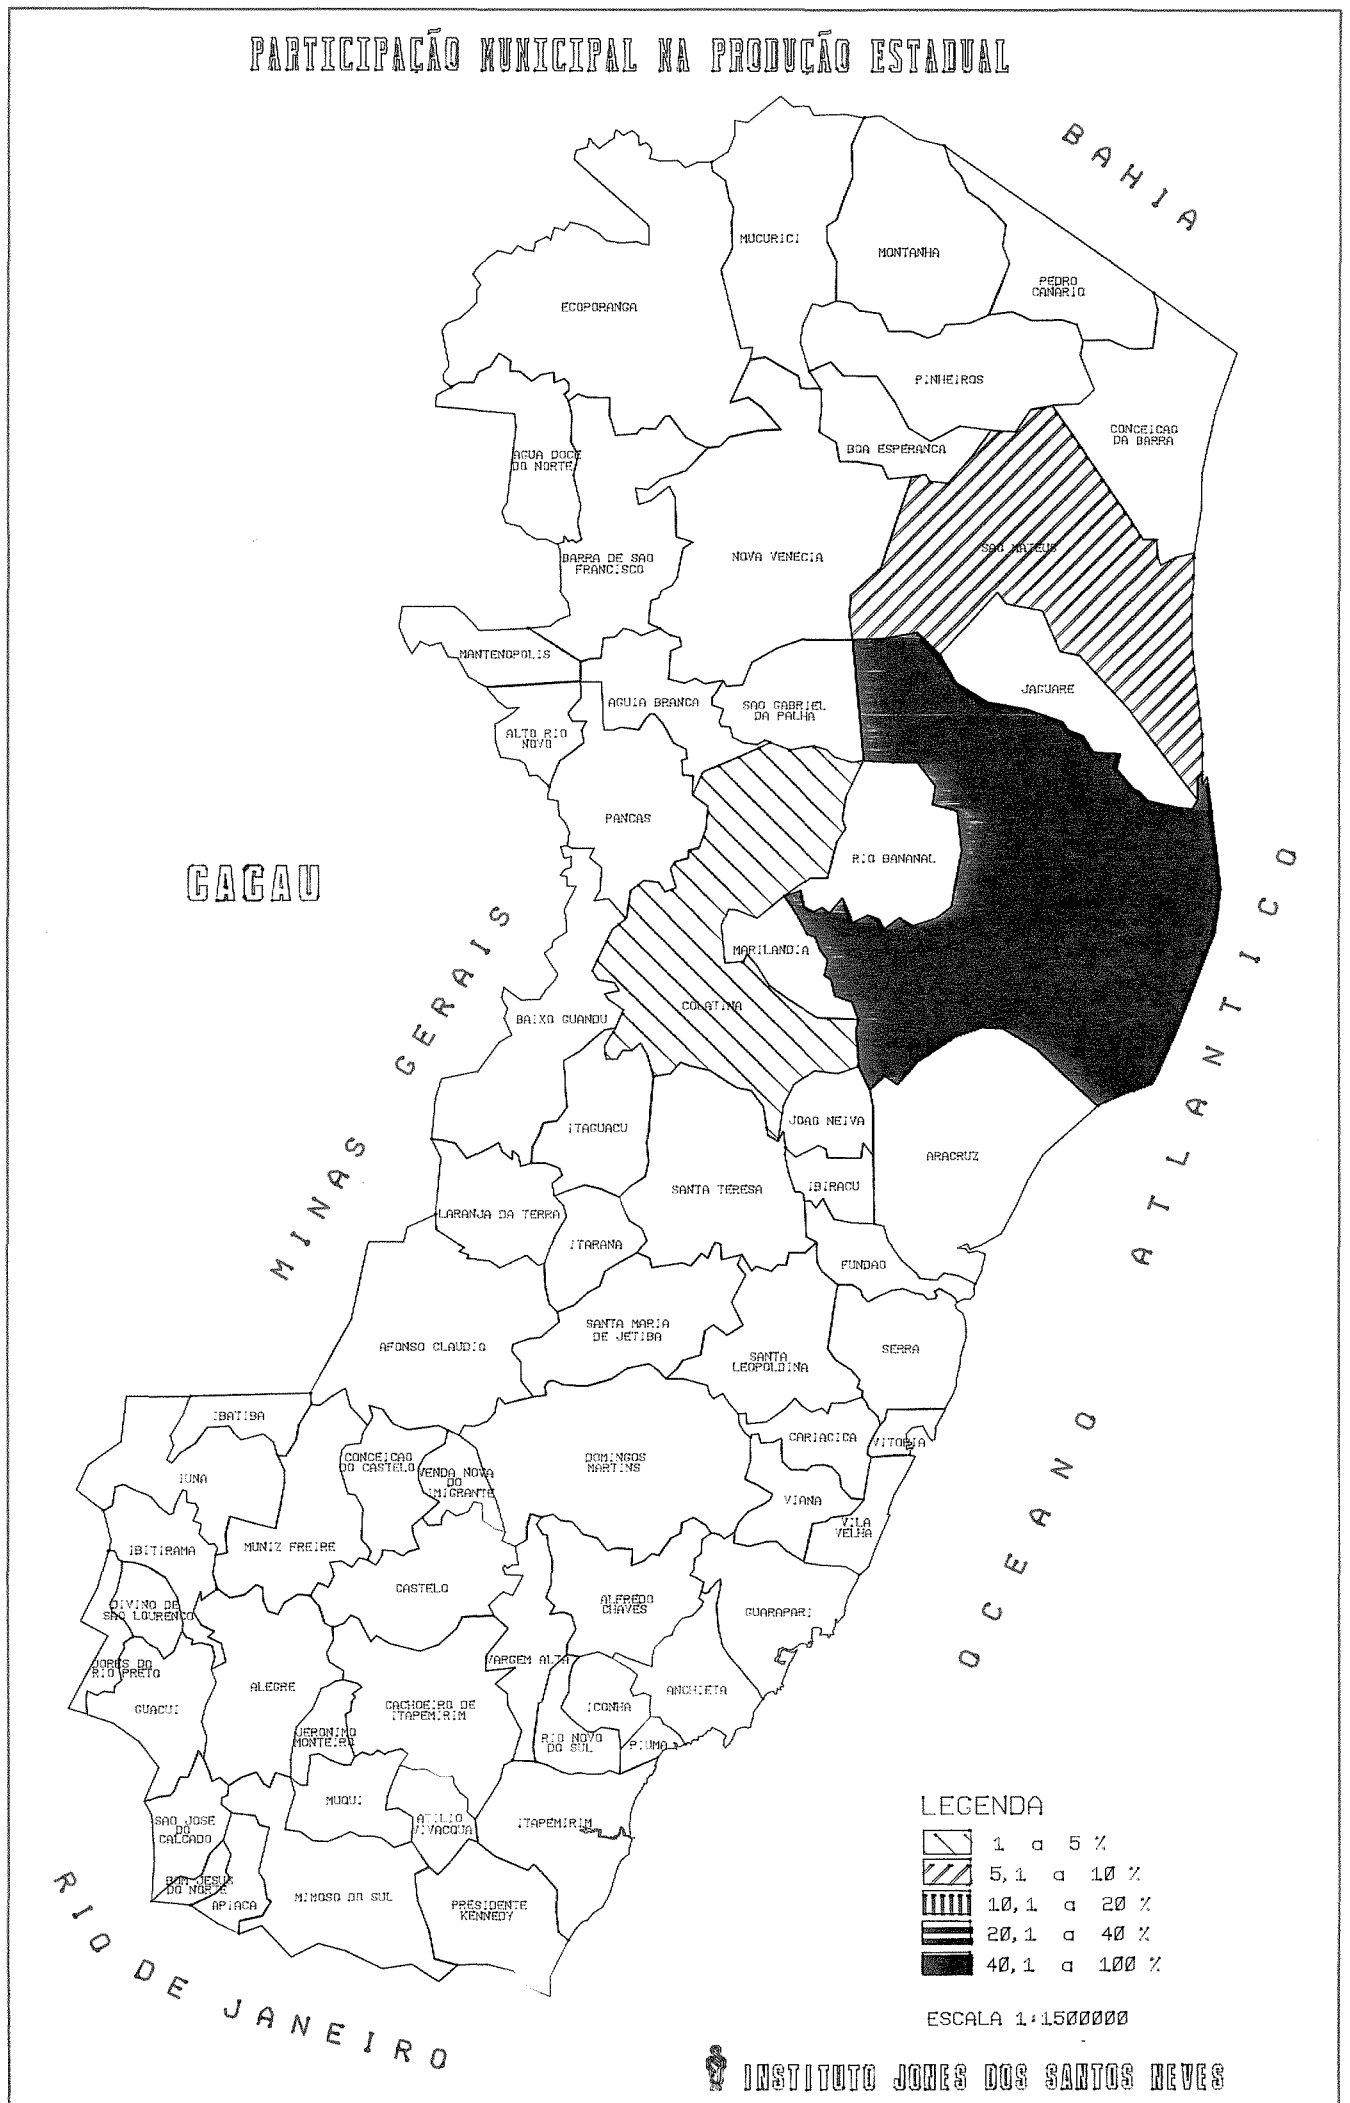 PARTICIPAÇÃO MUNICIPAL NA PRODUÇÃO ESTADUAL
BAHIA
MUCURICI
MONTANHA
PEDRO
CANARIO
ECOPORANGA
PINHEIROS
CONCEICAO
DA BARRA
BOA ESPERANCA
AGUA DOCE
DO NORTE
SAO MATEUS
BARRA DE SAO
FRANCISCO
NOVA VENECIA
MANTENOPOLIS
JAGUARE
AGUIA BRANCA
SAO GABRIEL
DA PALHA
ALTO RIO
NOVO
PANCAS
RIO BANANAL
CACAU
MARILANDIA
COLATINA
BAIXO GUANDU
MINAS GERAIS
OCEANO ATLANTICO
ITAGUACU
JOAO NEIVA
ARACRUZ
SANTA TERESA
IBIRACU
LARANJA DA TERRA
ITARANA
FUNDAO
SANTA MARIA
DE JETIBA
AFONSO CLAUDIO
SANTA
LEOPOLDINA
SERRA
IBATIBA
CARIACICA
VITORIA
CONCEICAO
DO CASTELO
DOMINGOS
MARTINS
IUNA
VENDA NOVA
DO
IMIGRANTE
VIANA
VILA
VELHA
IBITIRAMA
MUNIZ FREIRE
CASTELO
ALFREDO
CHAVES
DIVINO DE
SAO LOURENCO
GUARAPARI
DORES DO
RIO PRETO
VARGEM ALTA
ALEGRE
ANCHIETA
GUACUI
CACHOEIRO DE
ITAPEMIRIM
ICONHA
JERONIMO
MONTEIRO
RIO NOVO
DO SUL
PIUMA
MUQUI
SAO JOSE
DO
CALCADO
ATILIO
VIVACQUA
ITAPEMIRIM
BOM JESUS
DO NORTE
APIACA
MIMOSO DO SUL
PRESIDENTE
KENNEDY
RIO DE JANEIRO
LEGENDA
1 a 5 %
5,1 a 10 %
10,1 a 20 %
20,1 a 40 %
40,1 a 100 %
ESCALA 1:1500000
INSTITUTO JONES DOS SANTOS NEVES